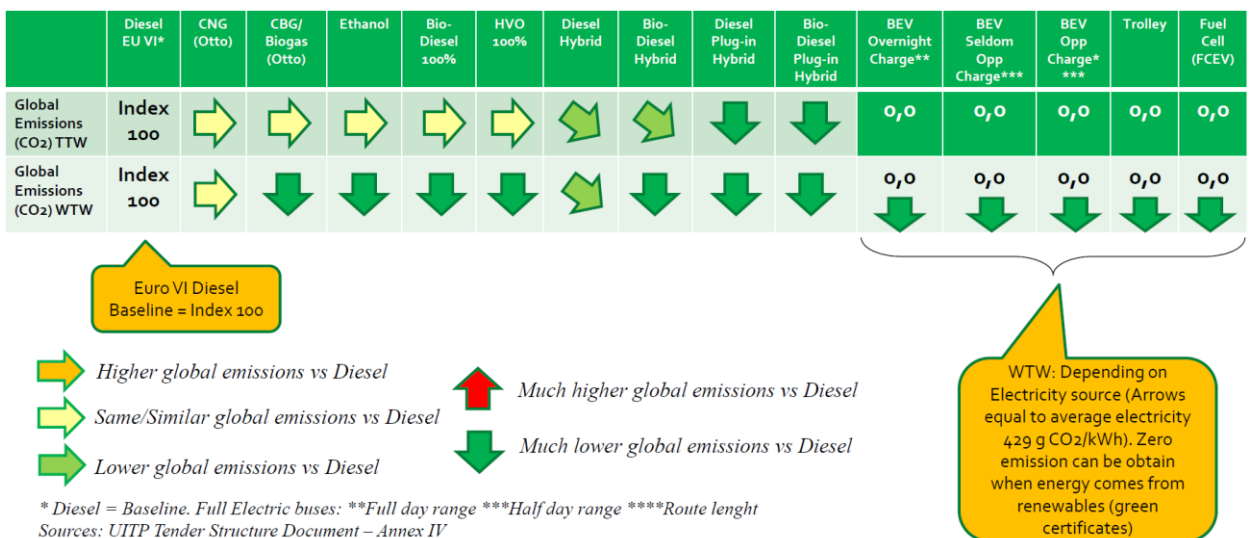 Diesel
EU VI*
CNG
(Otto)
CBG/
Biogas
(Otto)
Ethanol
Bio-
Diesel
100%
HVO
100%
Diesel
Hybrid
Bio-
Diesel
Hybrid
Diesel
Plug-in
Hybrid
Bio-
Diesel
Plug-in
Hybrid
BEV
Overnight
Charge**
BEV
Seldom
Opp
Charge***
BEV
Opp
Charge*
***
Trolley
Fuel
Cell
(FCEV)
Global
Emissions
(CO2) TTW
Index
100
0,0
0,0
0,0
0,0
0,0
Global
Emissions
(CO2) WTW
Index
100
0,0
0,0
0,0
0,0
0,0
Euro VI Diesel
Baseline = Index 100
Higher global emissions vs Diesel
Same/Similar global emissions vs Diesel
Lower global emissions vs Diesel
Much higher global emissions vs Diesel
Much lower global emissions vs Diesel
WTW: Depending on
Electricity source (Arrows
equal to average electricity
429 g CO2/kWh). Zero
emission can be obtain
when energy comes from
renewables (green
certificates)
* Diesel = Baseline. Full Electric buses: **Full day range ***Half day range ****Route lenght
Sources: UITP Tender Structure Document – Annex IV